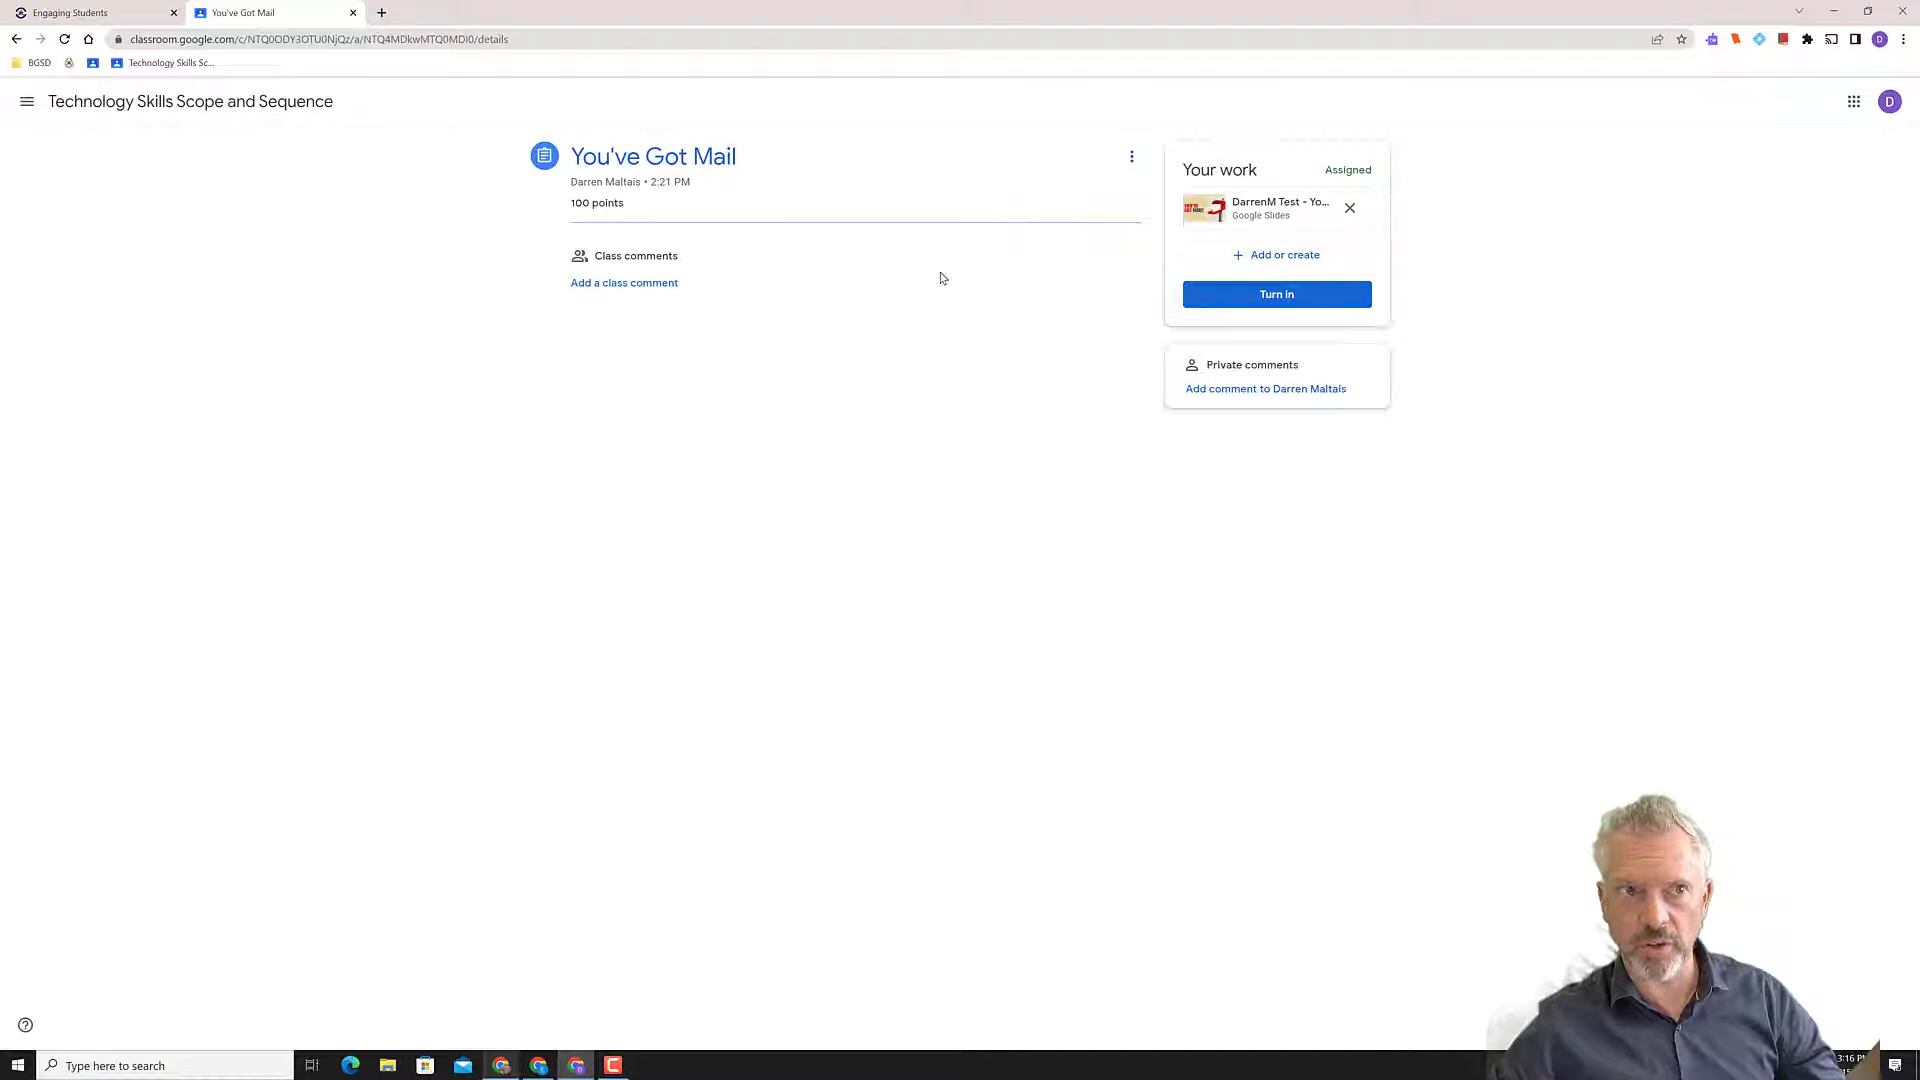 Engaging Students
You've Got Mail
classroom.google.com/c/NTQ0ODY3OTU0NjQz/a/NTQ4MDkwMTQ0MDI0/details
BGSD
Technology Skills Sc...
Technology Skills Scope and Sequence
D
You've Got Mail
Darren Maltais • 2:21 PM
100 points
Class comments
Add a class comment
Your work
Assigned
DarrenM Test - Yo...
Google Slides
Add or create
Turn in
Private comments
Add comment to Darren Maltais
Type here to search